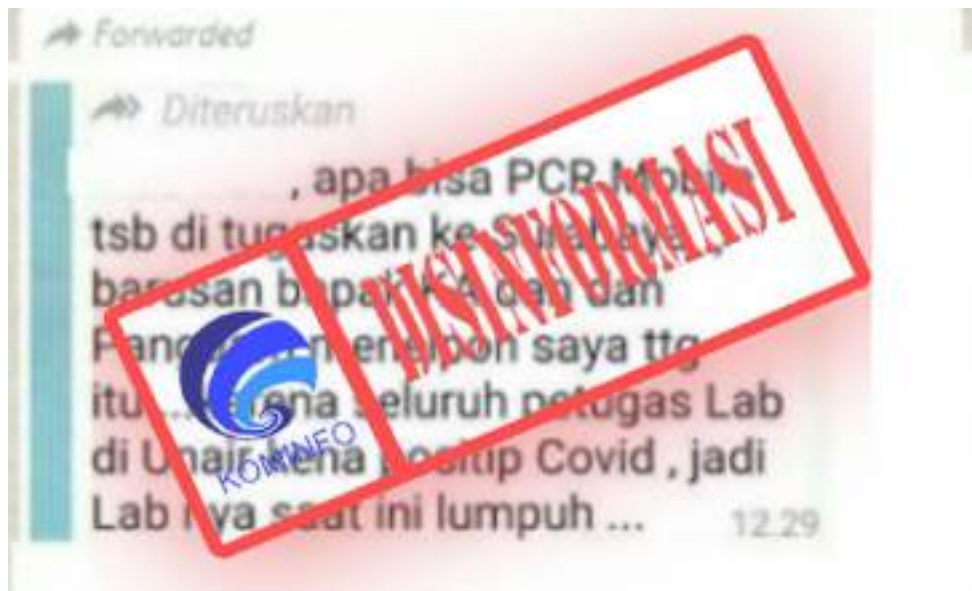 Forwarded
Diteruskan
, apa bisa PCR Mobile
tsb di tugaskan ke Surabaya
barusan bapak KA dan
menelpon saya ttg
itu karena seluruh petugas Lab
di Unair kena positip Covid , jadi
Lab nya saat ini lumpuh ...
12.29
DISINFORMASI
KOMINFO